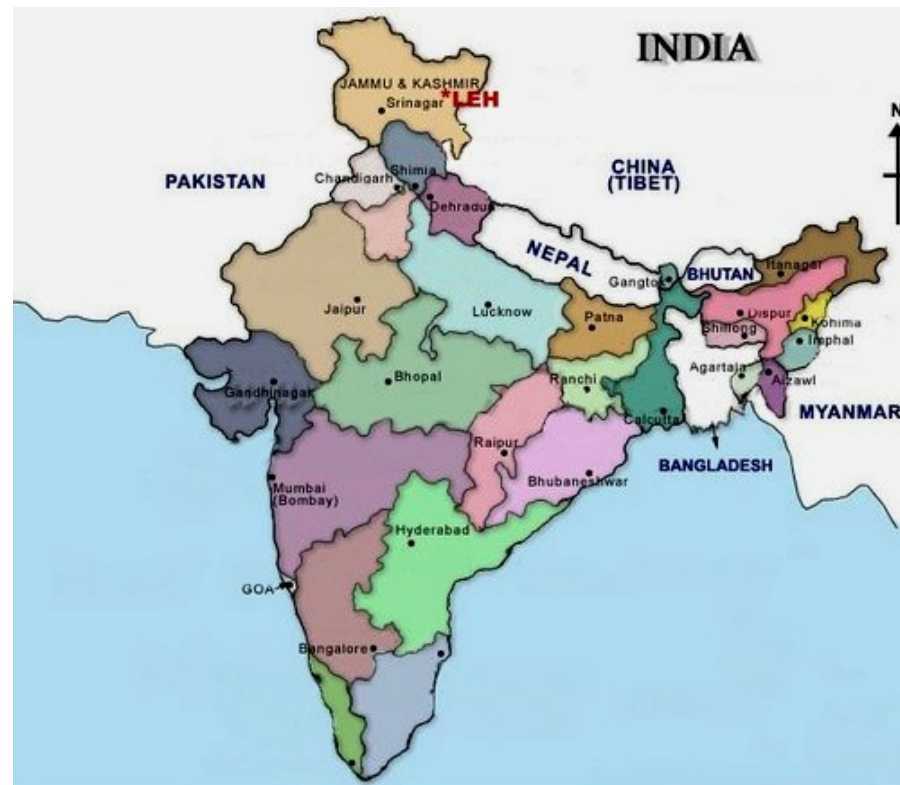 INDIA
JAMMU & KASHMIR
Srinagar
*LEH
N
PAKISTAN
CHINA
(TIBET)
Shimla
Chandigarh
Dehradun
NEPAL
Gangtok
BHUTAN
Itanagar
Jaipur
Lucknow
Patna
Dispur
Kohima
Shillong
Imphal
Gandhinagar
Bhopal
Ranchi
Agartala
Aizawl
Calcutta
MYANMAR
Raipur
BANGLADESH
Bhubaneshwar
Mumbai
(Bombay)
Hyderabad
GOA
Bangalore